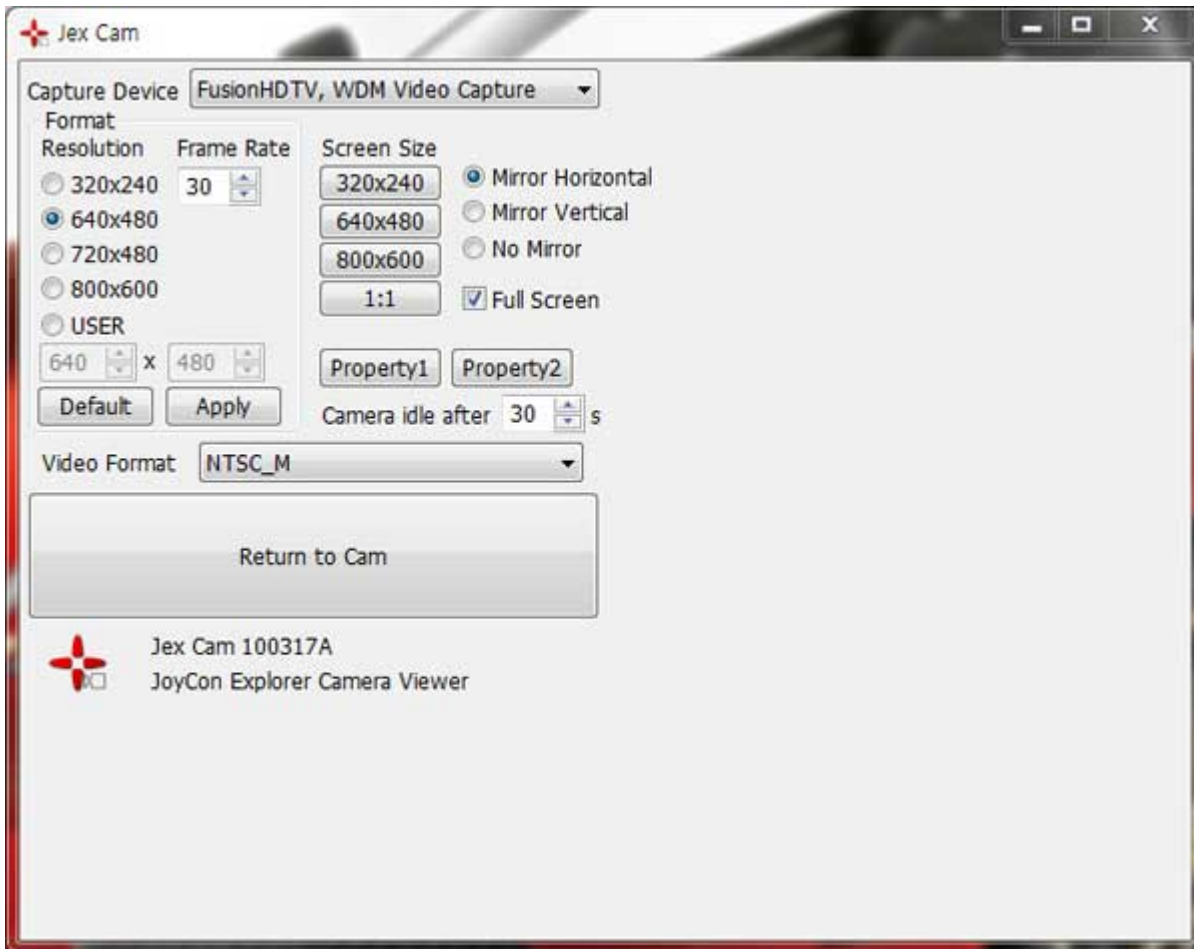 Jex Cam
Capture Device FusionHDTV, WDM Video Capture
Format
Resolution Frame Rate Screen Size
320x240 30 320x240 Mirror Horizontal
640x480 640x480 Mirror Vertical
720x480 800x600 No Mirror
800x600 1:1 Full Screen
USER
640 x 480 Property1 Property2
Default Apply Camera idle after 30 s
Video Format NTSC_M
Return to Cam
Jex Cam 100317A
JoyCon Explorer Camera Viewer